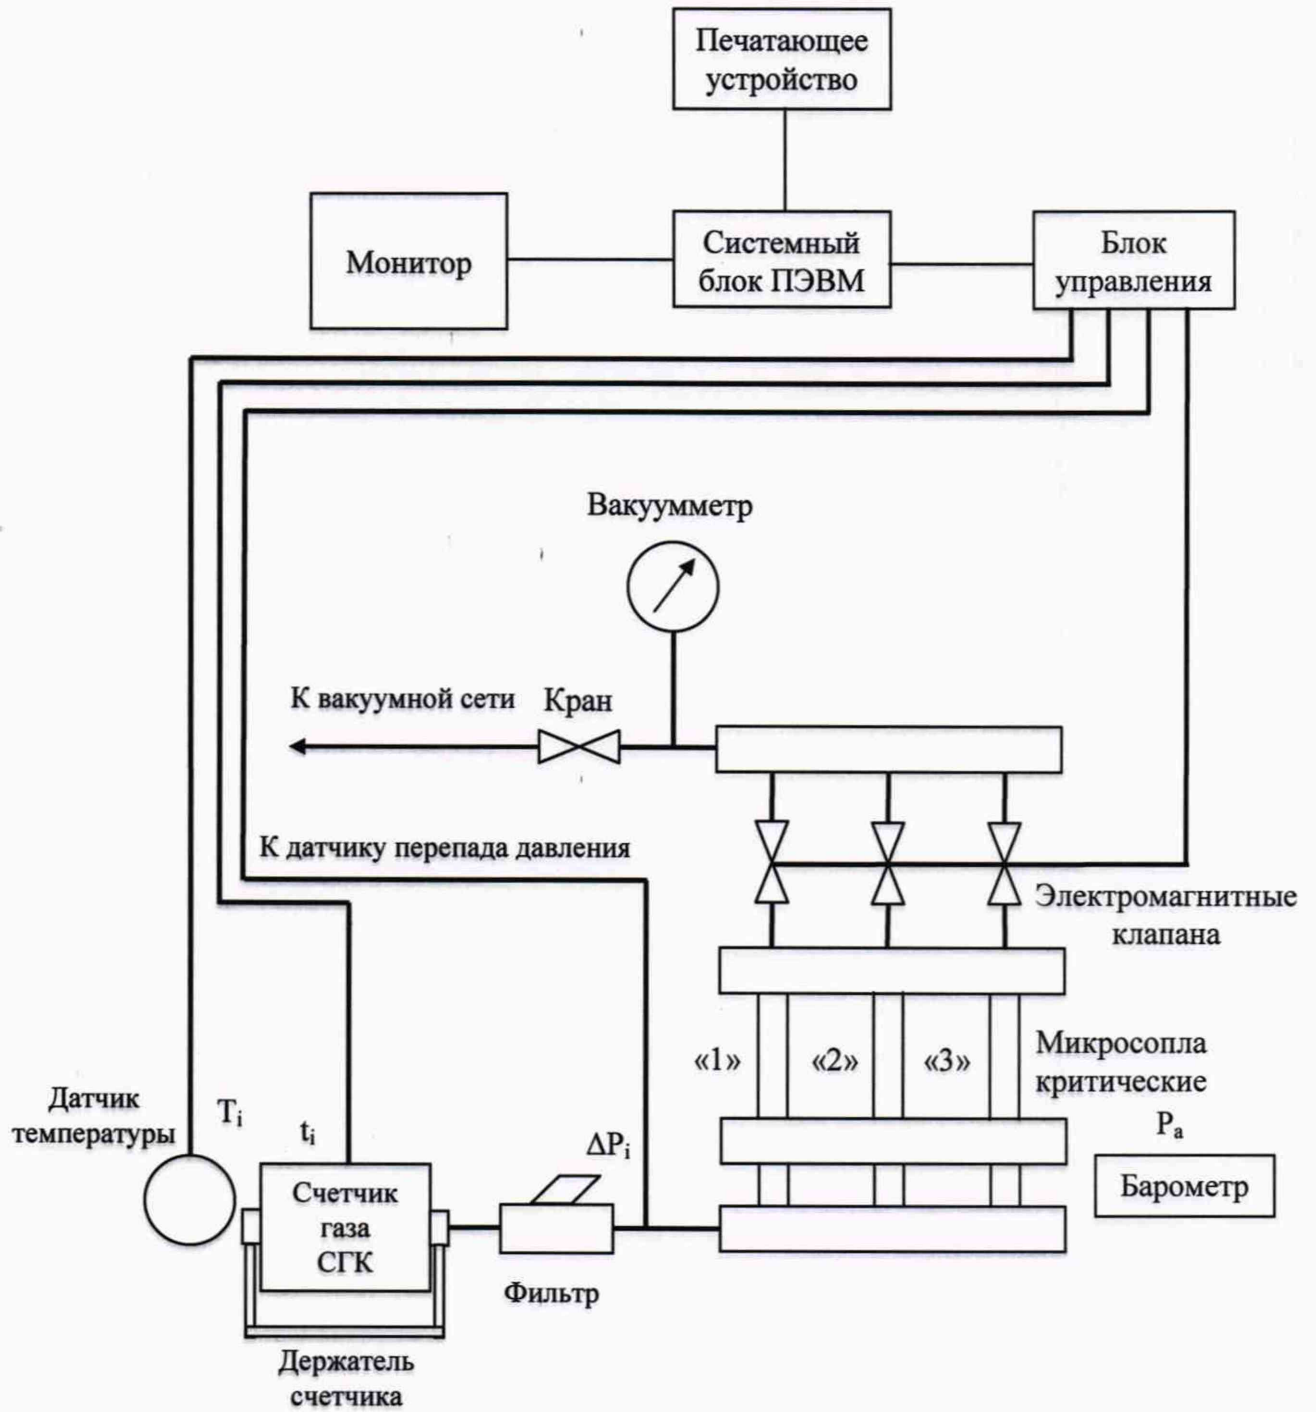 Печатающее
устройство
Монитор
Системный
блок ПЭВМ
Блок
управления
Вакуумметр
К вакуумной сети
Кран
К датчику перепада давления
Электромагнитные
клапана
«1»
«2»
«3»
Микросопла
критические
Датчик
температуры
Tᵢ
tᵢ
ΔPᵢ
Pₐ
Барометр
Счетчик
газа
СГК
Фильтр
Держатель
счетчика